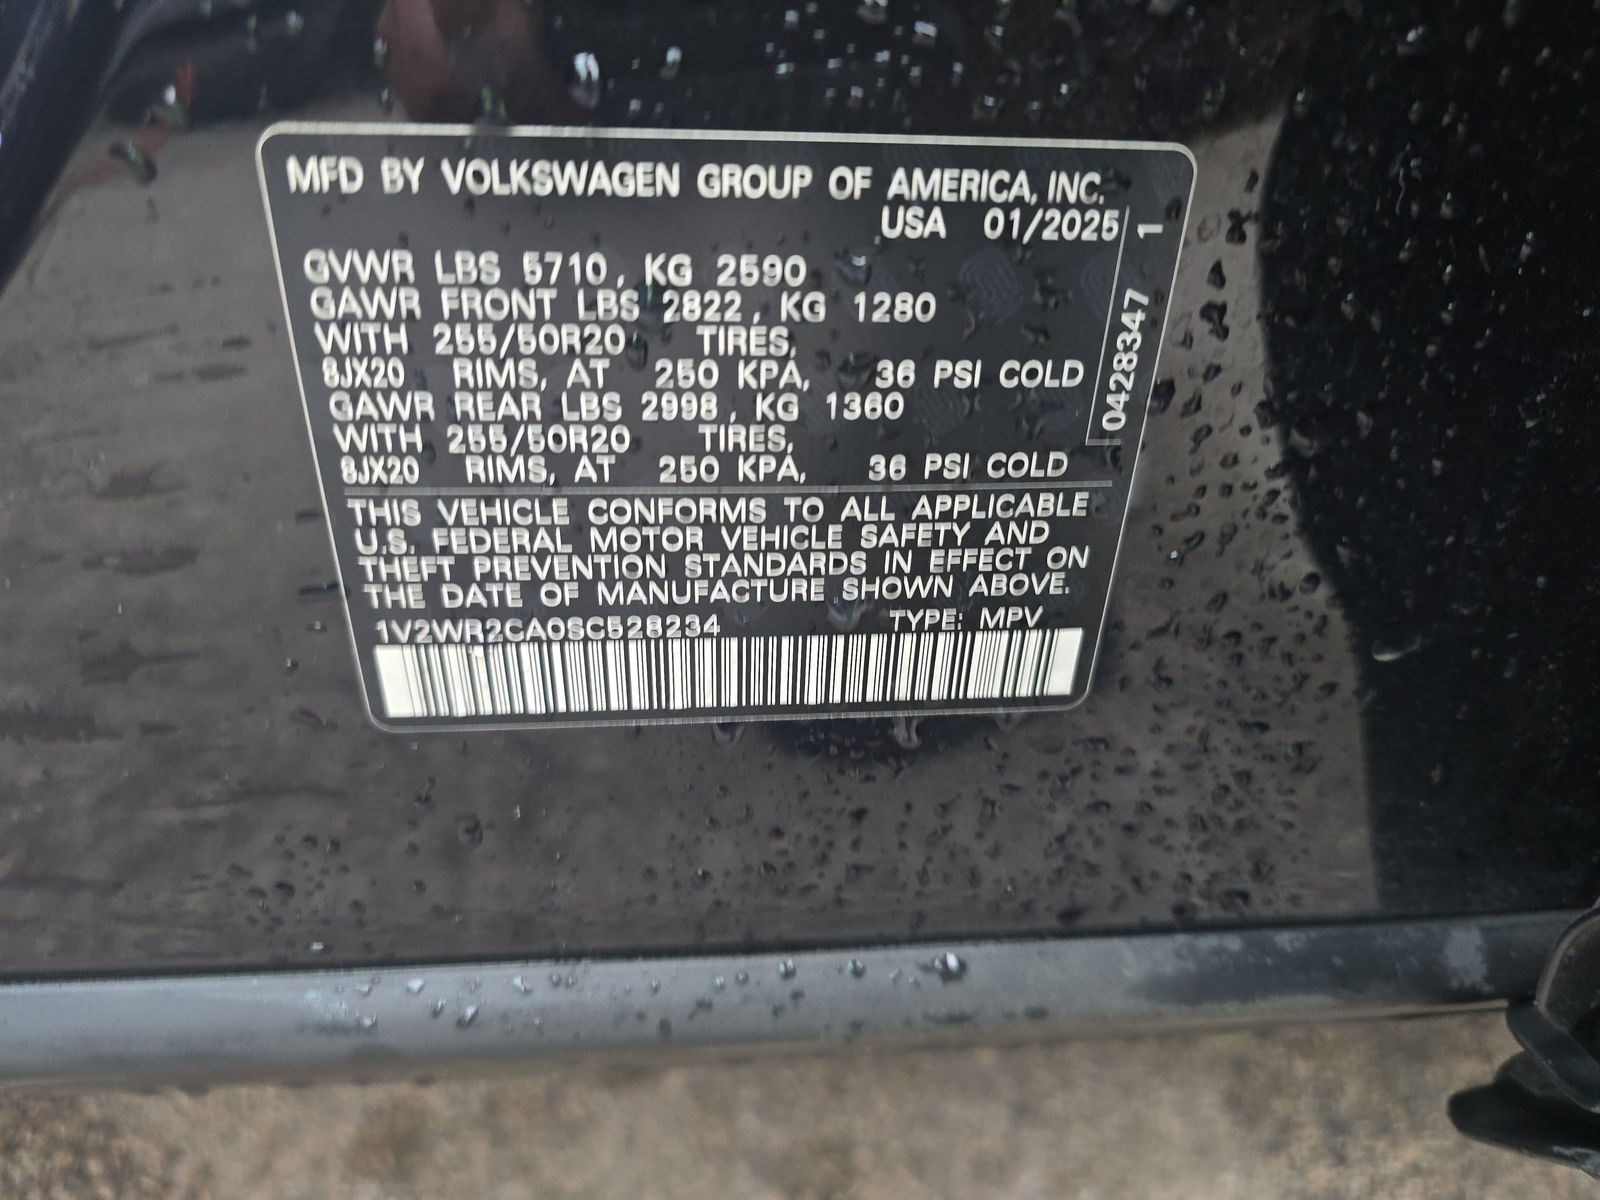 MFD BY VOLKSWAGEN GROUP OF AMERICA, INC.
USA 01/2025
GVWR LBS 5710, KG 2590
GAWR FRONT LBS 2822, KG 1280
WITH 255/50R20 TIRES,
8JX20 RIMS, AT 250 KPA, 36 PSI COLD
GAWR REAR LBS 2998, KG 1360
WITH 255/50R20 TIRES,
8JX20 RIMS, AT 250 KPA, 36 PSI COLD
0428347 1
THIS VEHICLE CONFORMS TO ALL APPLICABLE
U.S. FEDERAL MOTOR VEHICLE SAFETY AND
THEFT PREVENTION STANDARDS IN EFFECT ON
THE DATE OF MANUFACTURE SHOWN ABOVE.
1V2WR2CA0SC528234 TYPE: MPV